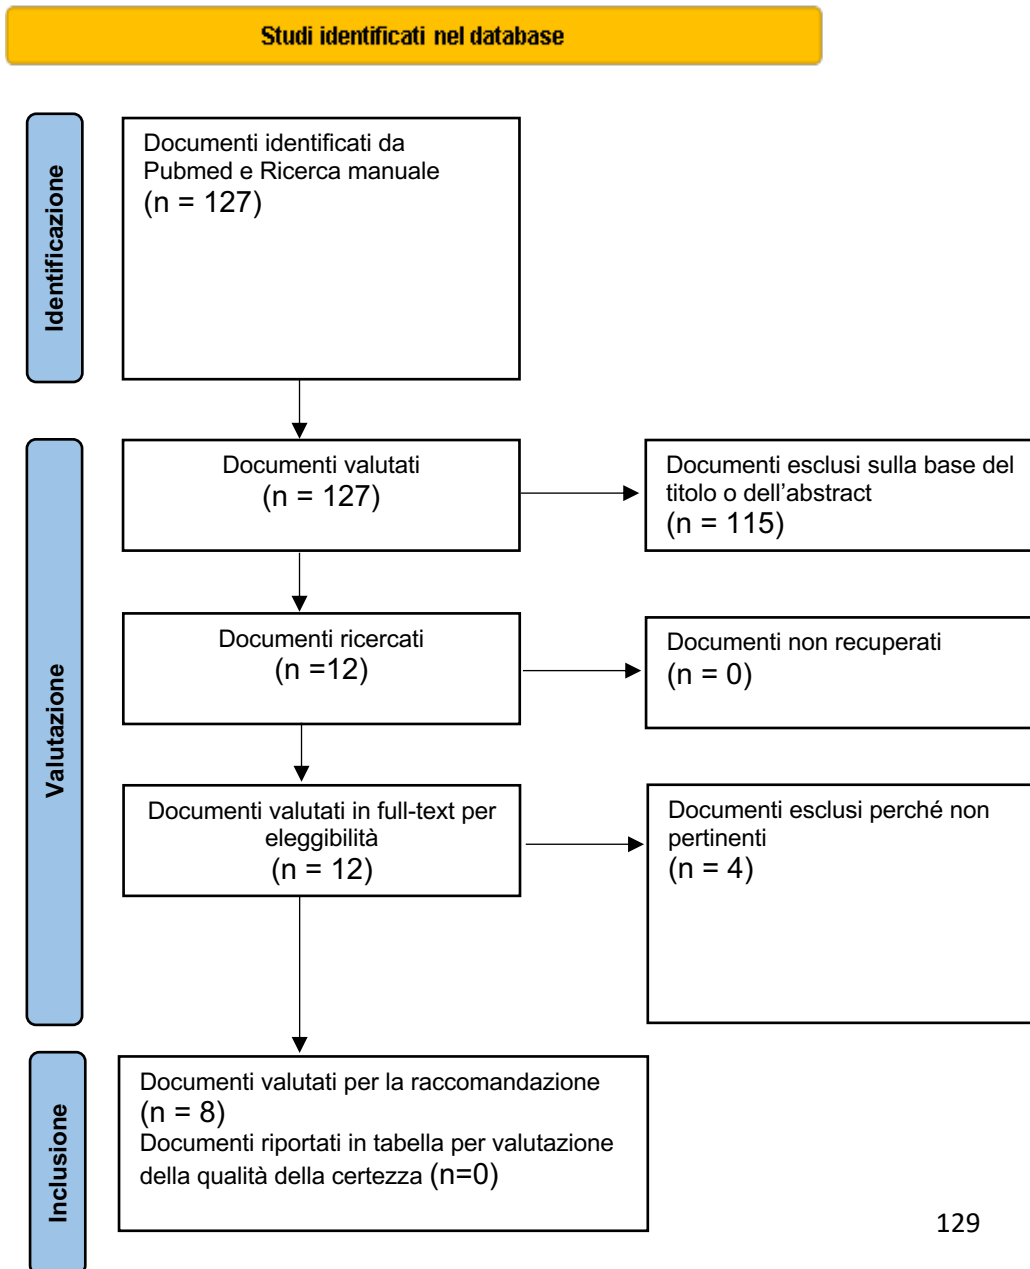 Studi identificati nel database
Identificazione
Documenti identificati da
Pubmed e Ricerca manuale
(n = 127)
Valutazione
Documenti valutati
(n = 127)
Documenti esclusi sulla base del
titolo o dell’abstract
(n = 115)
Documenti ricercati
(n =12)
Documenti non recuperati
(n = 0)
Documenti valutati in full-text per
eleggibilità
(n = 12)
Documenti esclusi perché non
pertinenti
(n = 4)
Inclusione
Documenti valutati per la raccomandazione
(n = 8)
Documenti riportati in tabella per valutazione
della qualità della certezza (n=0)
129